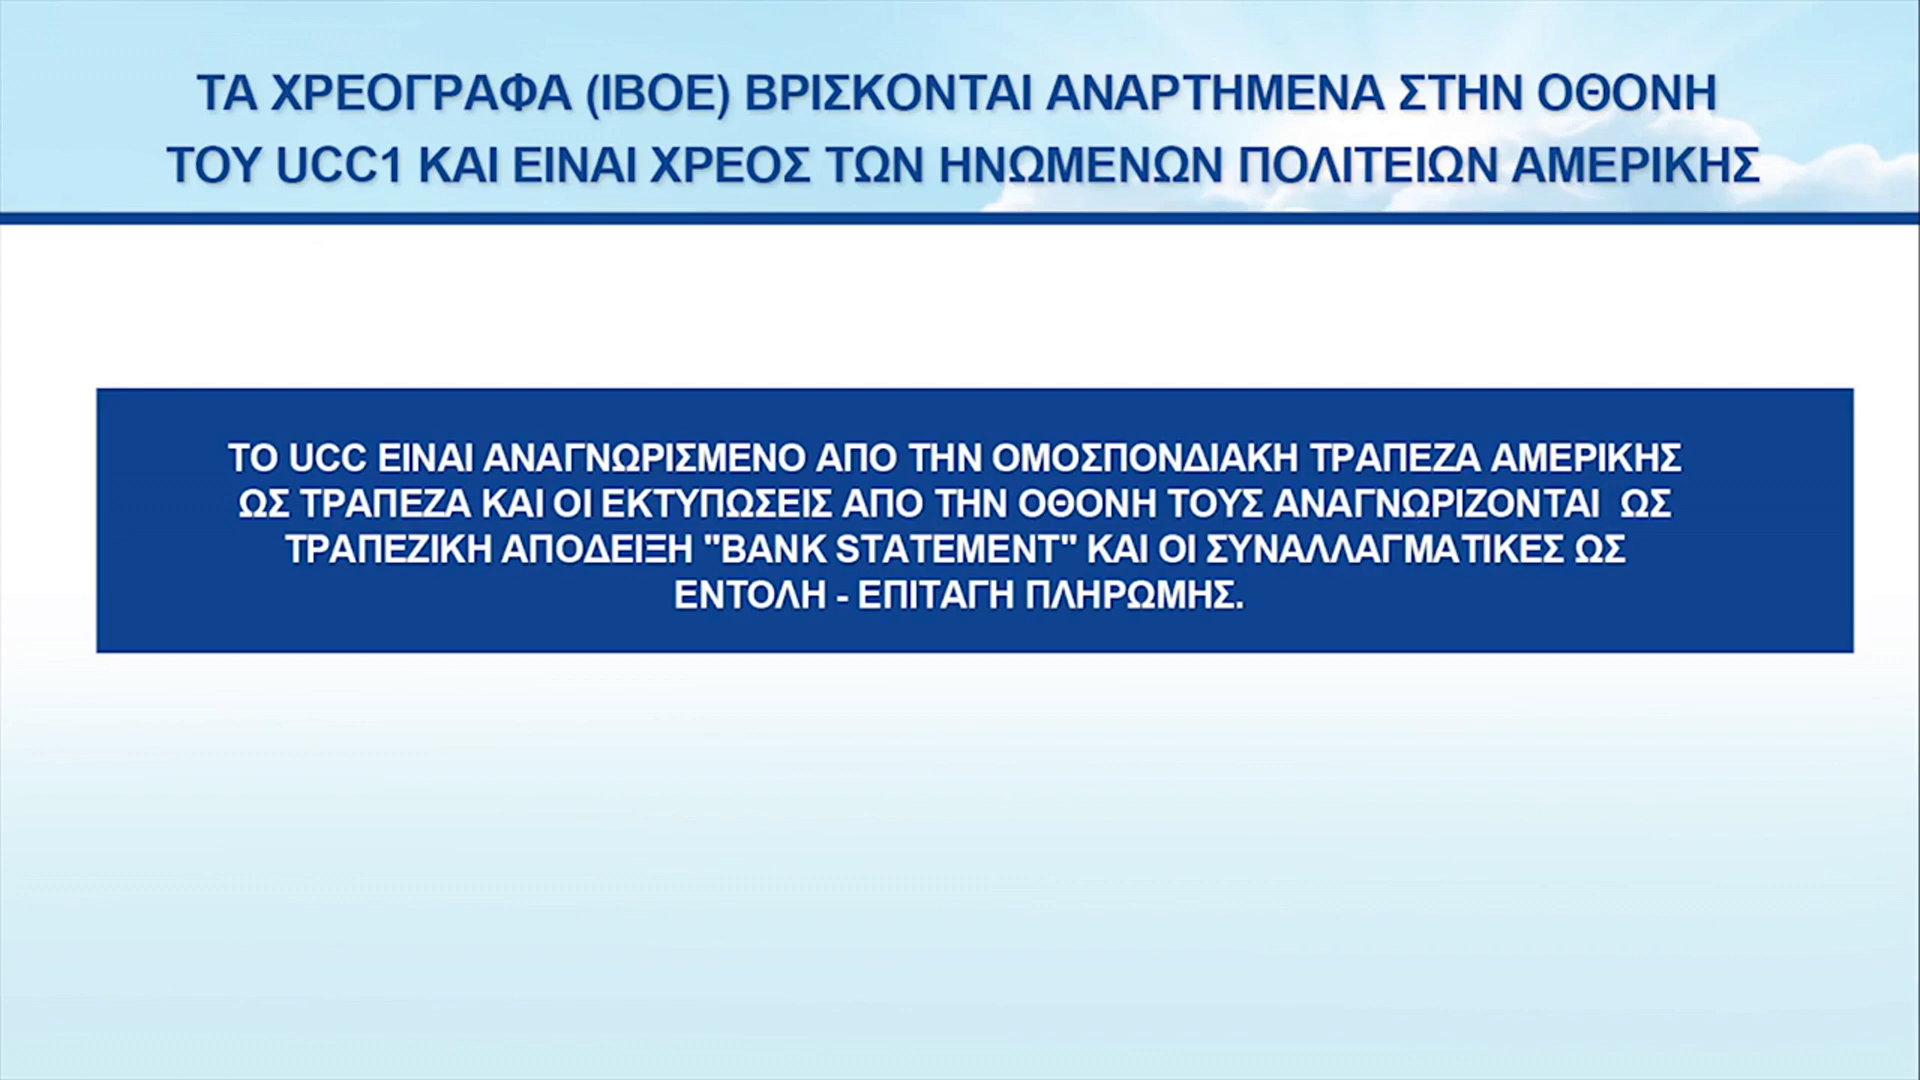 ΤΑ ΧΡΕΟΓΡΑΦΑ (IBOE) ΒΡΙΣΚΟΝΤΑΙ ΑΝΑΡΤΗΜΕΝΑ ΣΤΗΝ ΟΘΟΝΗ
ΤΟΥ UCC1 ΚΑΙ ΕΙΝΑΙ ΧΡΕΟΣ ΤΩΝ ΗΝΩΜΕΝΩΝ ΠΟΛΙΤΕΙΩΝ ΑΜΕΡΙΚΗΣ
ΤΟ UCC ΕΙΝΑΙ ΑΝΑΓΝΩΡΙΣΜΕΝΟ ΑΠΟ ΤΗΝ ΟΜΟΣΠΟΝΔΙΑΚΗ ΤΡΑΠΕΖΑ ΑΜΕΡΙΚΗΣ
ΩΣ ΤΡΑΠΕΖΑ ΚΑΙ ΟΙ ΕΚΤΥΠΩΣΕΙΣ ΑΠΟ ΤΗΝ ΟΘΟΝΗ ΤΟΥΣ ΑΝΑΓΝΩΡΙΖΟΝΤΑΙ ΩΣ
ΤΡΑΠΕΖΙΚΗ ΑΠΟΔΕΙΞΗ "BANK STATEMENT" ΚΑΙ ΟΙ ΣΥΝΑΛΛΑΓΜΑΤΙΚΕΣ ΩΣ
ΕΝΤΟΛΗ - ΕΠΙΤΑΓΗ ΠΛΗΡΩΜΗΣ.